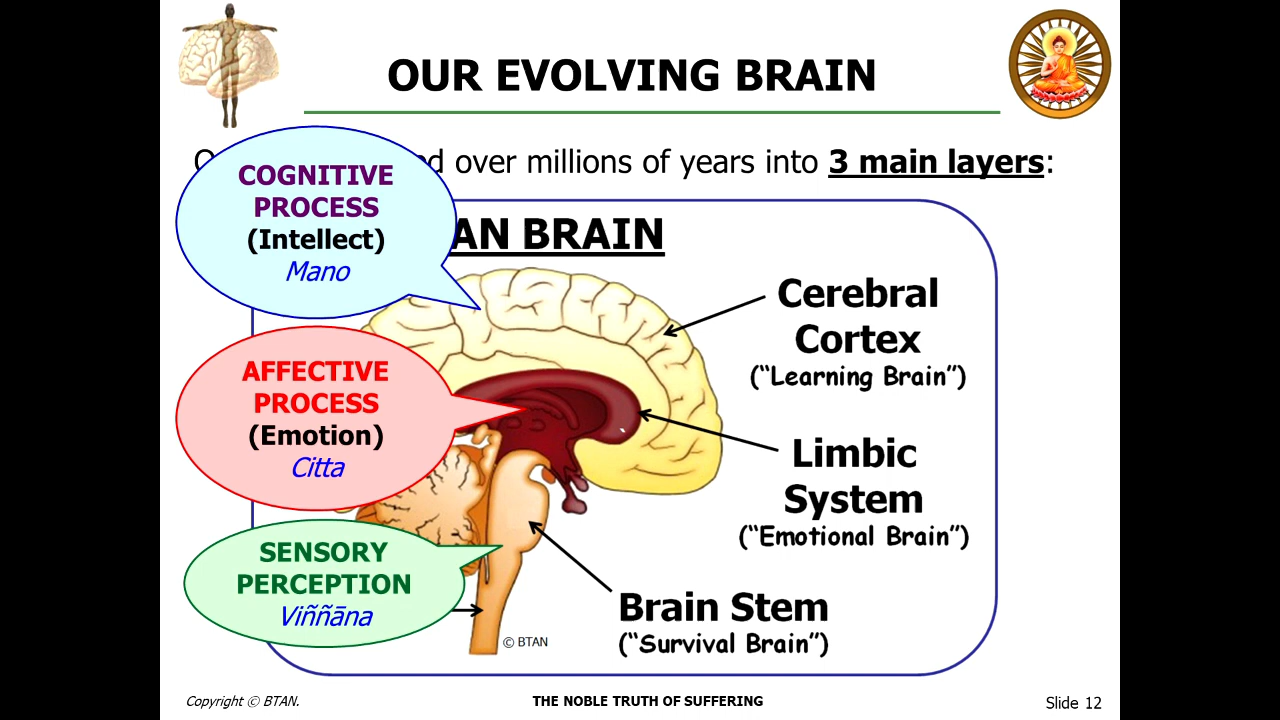 OUR EVOLVING BRAIN
over millions of years into 3 main layers:
COGNITIVE
PROCESS
(Intellect)
Mano
BRAIN
Cerebral
Cortex
(“Learning Brain”)
AFFECTIVE
PROCESS
(Emotion)
Citta
Limbic
System
(“Emotional Brain”)
SENSORY
PERCEPTION
Viññāna
Brain Stem
(“Survival Brain”)
© BTAN
Copyright © BTAN.
THE NOBLE TRUTH OF SUFFERING
Slide 12